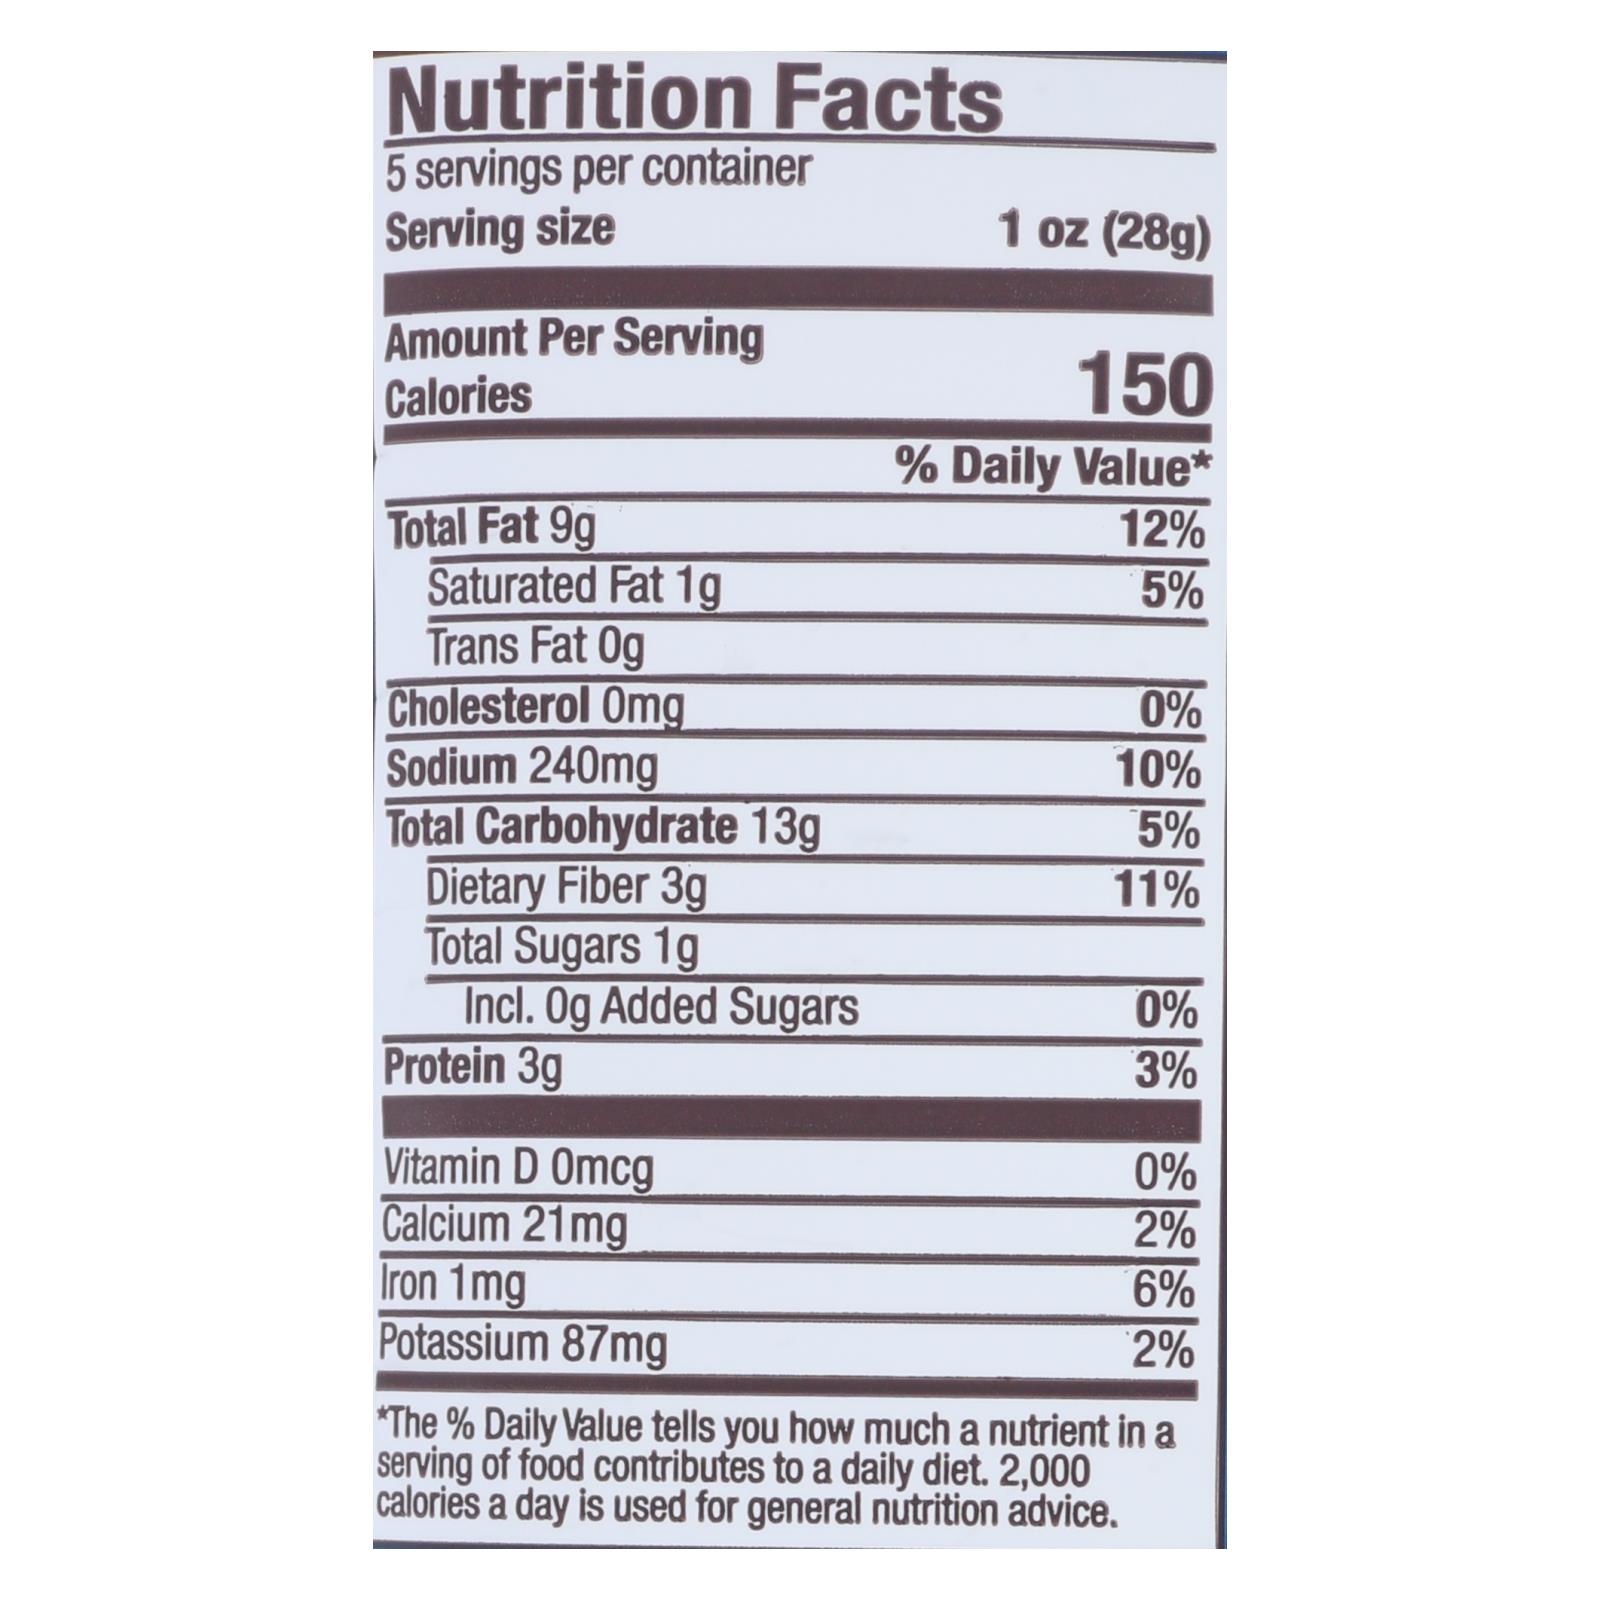 Nutrition Facts
5 servings per container
Serving size 1 oz (28g)
Amount Per Serving
Calories 150
% Daily Value*
Total Fat 9g 12%
Saturated Fat 1g 5%
Trans Fat 0g
Cholesterol 0mg 0%
Sodium 240mg 10%
Total Carbohydrate 13g 5%
Dietary Fiber 3g 11%
Total Sugars 1g
Incl. 0g Added Sugars 0%
Protein 3g 3%
Vitamin D 0mcg 0%
Calcium 21mg 2%
Iron 1mg 6%
Potassium 87mg 2%
*The % Daily Value tells you how much a nutrient in a
serving of food contributes to a daily diet. 2,000
calories a day is used for general nutrition advice.